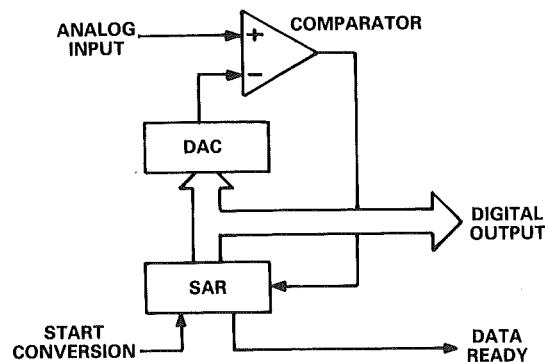 COMPARATOR
ANALOG
INPUT
+
−
DAC
DIGITAL
OUTPUT
SAR
START
CONVERSION
DATA
READY